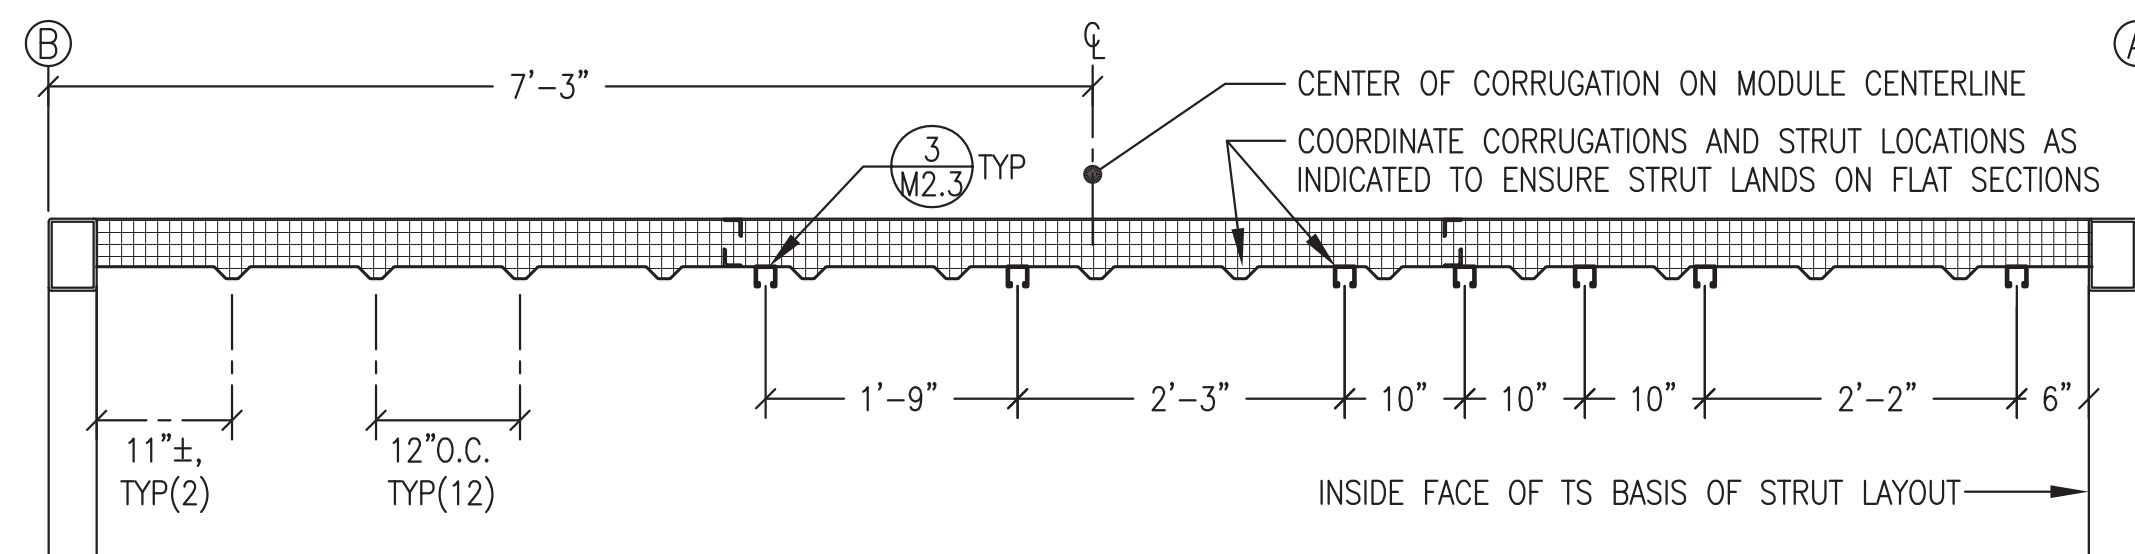 B
℄
A
7'-3"
CENTER OF CORRUGATION ON MODULE CENTERLINE
3
M2.3
TYP
COORDINATE CORRUGATIONS AND STRUT LOCATIONS AS
INDICATED TO ENSURE STRUT LANDS ON FLAT SECTIONS
1'-9"
2'-3"
10"
10"
10"
2'-2"
6"
11"±,
TYP(2)
12"O.C.
TYP(12)
INSIDE FACE OF TS BASIS OF STRUT LAYOUT